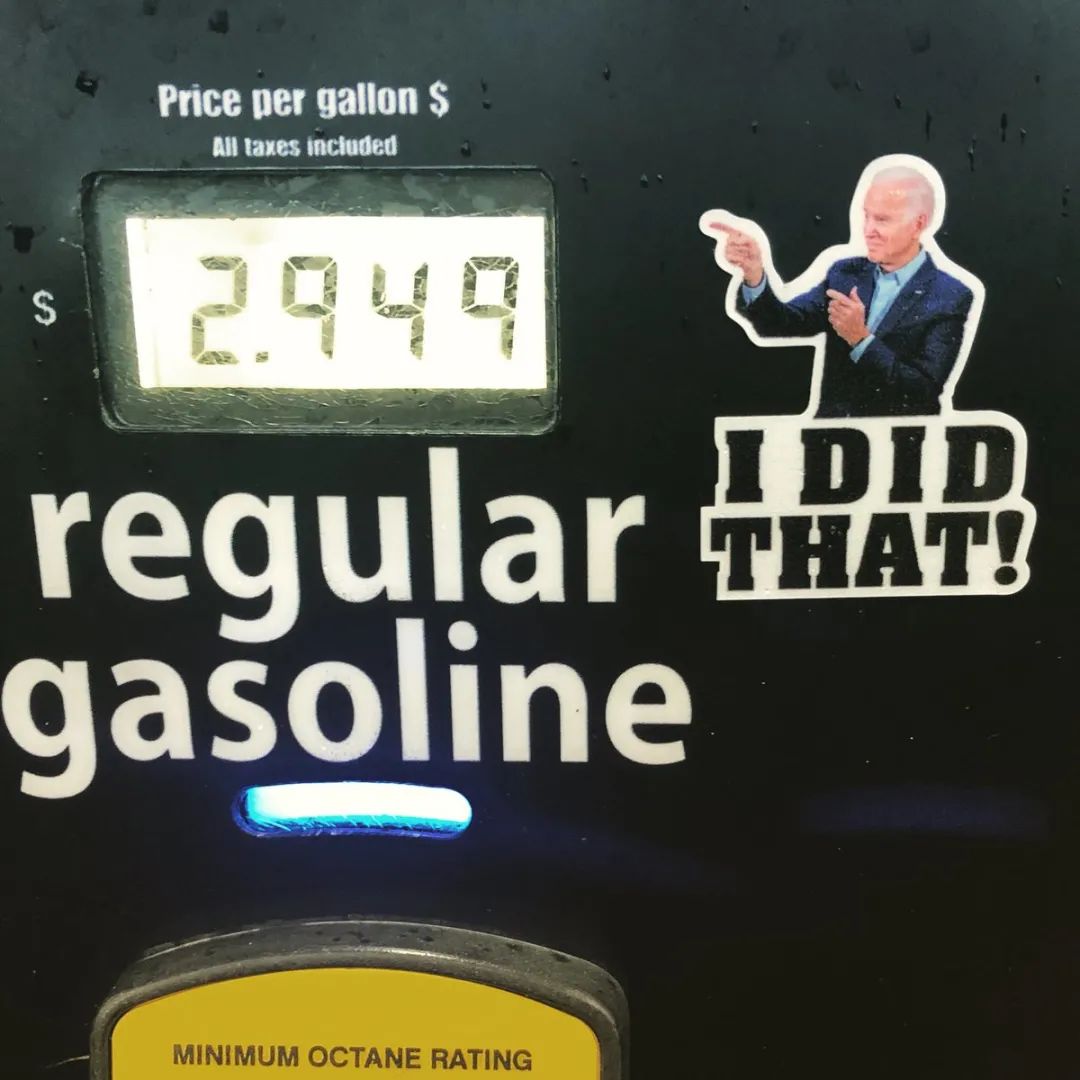 Price per gallon $
All taxes included
$ 2.949
regular
gasoline
I DID
THAT!
MINIMUM OCTANE RATING